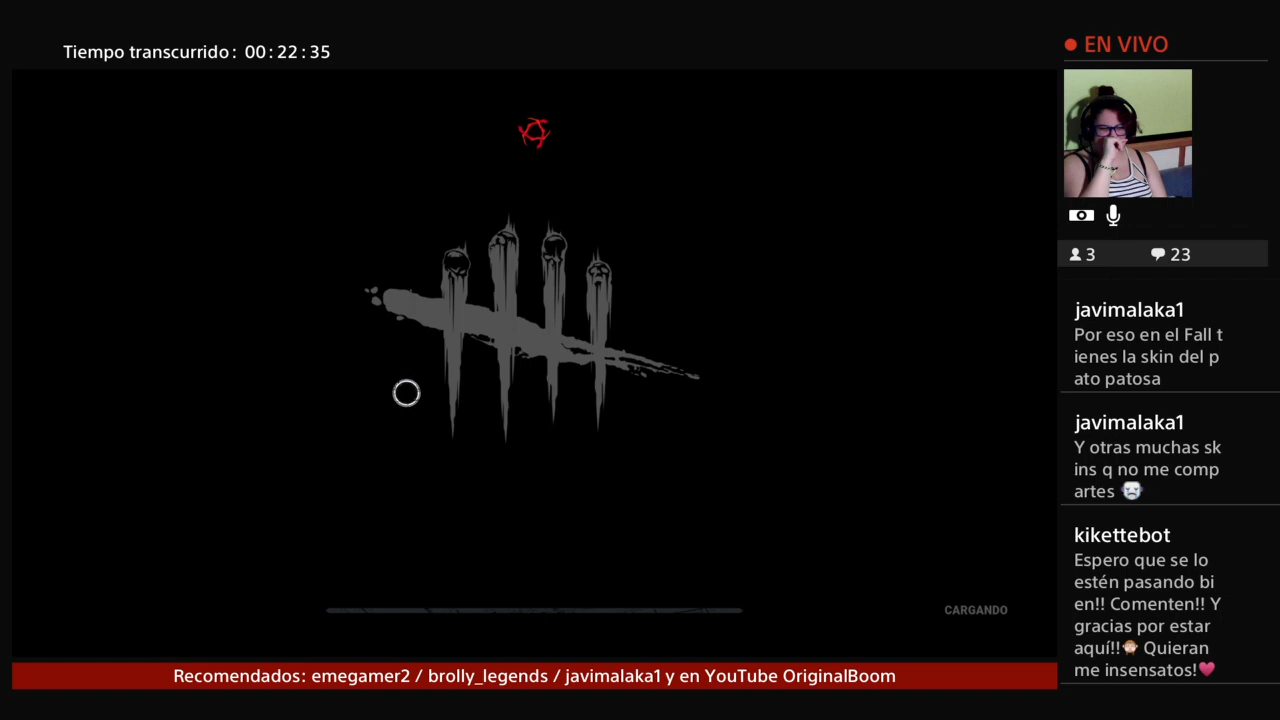 Tiempo transcurrido: 00:22:35
EN VIVO
3 23
javimalaka1
Por eso en el Fall t
ienes la skin del p
ato patosa
javimalaka1
Y otras muchas sk
ins q no me comp
artes
kikettebot
Espero que se lo
estén pasando bi
en!! Comenten!! Y
gracias por estar
aquí!!🙈 Quieran
me insensatos!💗
CARGANDO
Recomendados: emegamer2 / brolly_legends / javimalaka1 y en YouTube OriginalBoom